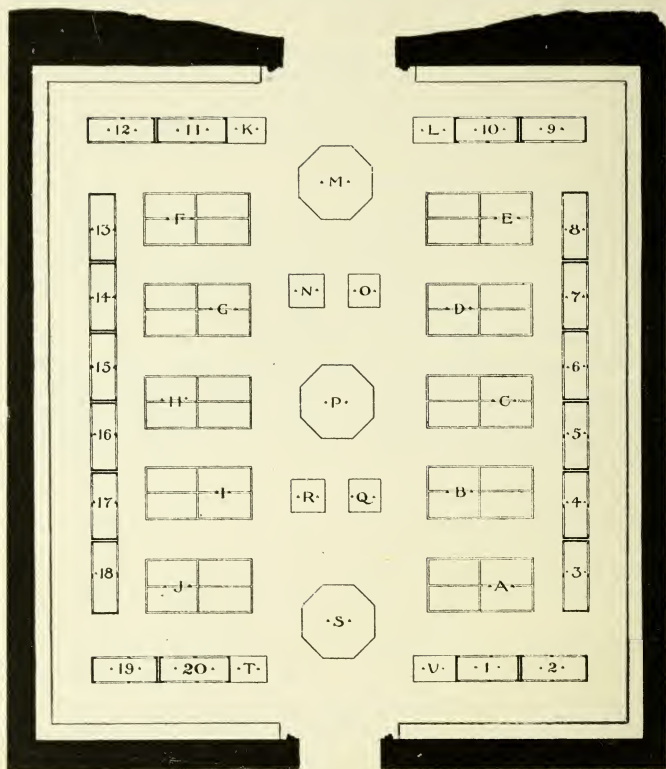 ·12· ·11· ·K· ·L· ·10· ·9·
·M·
·13· ·F· ·E· ·8·
·14· ·G· ·N· ·O· ·D· ·7·
·15· ·6·
·H· ·P· ·C·
·16· ·5·
·17· ·I· ·R· ·Q· ·B· ·4·
·18· ·J· ·A· ·3·
·S·
·19· ·20· ·T· ·U· ·1· ·2·